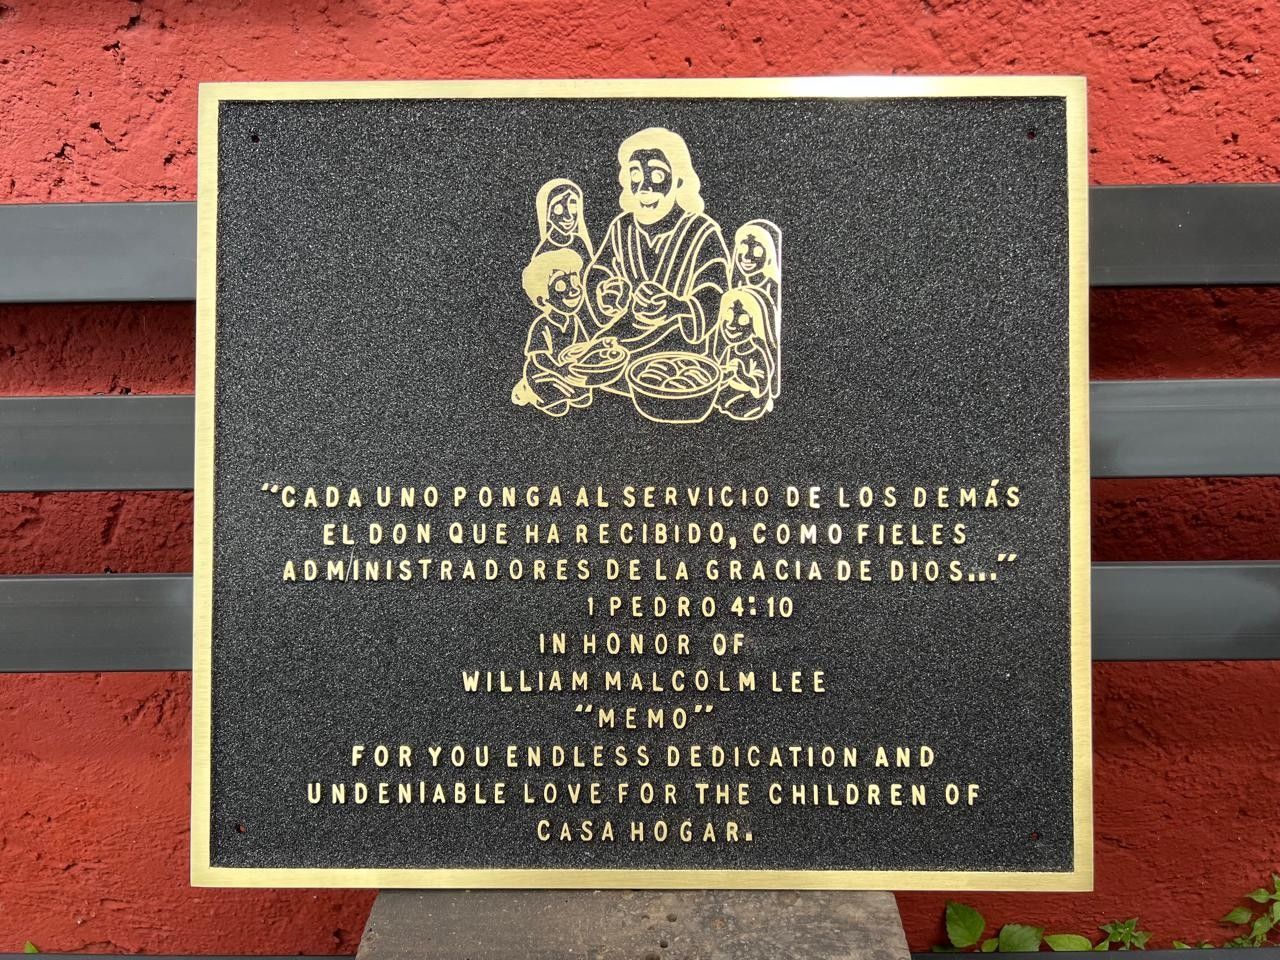 “CADA UNO PONGA AL SERVICIO DE LOS DEMÁS
EL DON QUE HA RECIBIDO, COMO FIELES
ADMINISTRADORES DE LA GRACIA DE DIOS...”
1 PEDRO 4:10
IN HONOR OF
WILLIAM MALCOLM LEE
“MEMO”
FOR YOU ENDLESS DEDICATION AND
UNDENIABLE LOVE FOR THE CHILDREN OF
CASA HOGAR.